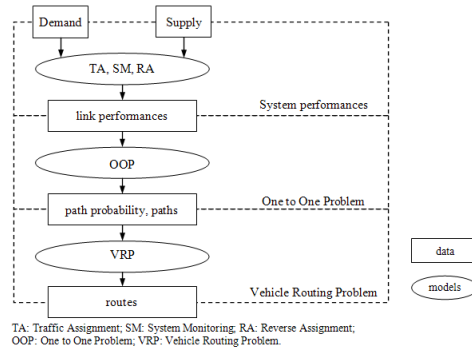 Demand
Supply
TA, SM, RA
System performances
link performances
OOP
One to One Problem
path probability, paths
data
VRP
models
Vehicle Routing Problem
routes
TA: Traffic Assignment; SM: System Monitoring; RA: Reverse Assignment;
OOP: One to One Problem; VRP: Vehicle Routing Problem.